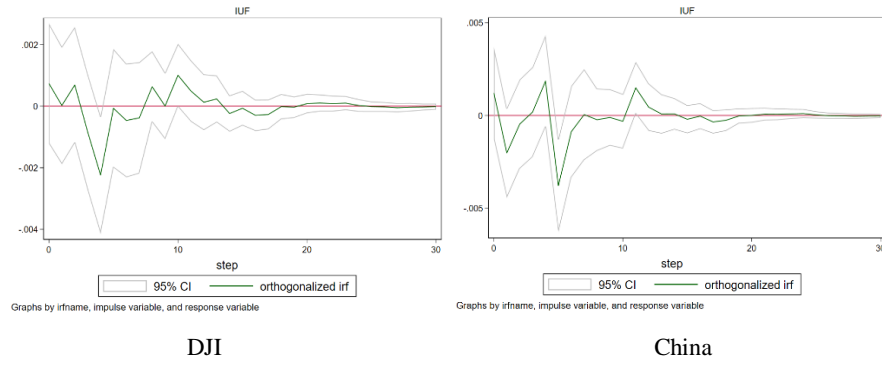 IUF
.002
0
-.002
-.004
0
10
20
30
step
95% CI
orthogonalized irf
Graphs by irfname, impulse variable, and response variable
DJI
IUF
.005
0
-.005
0
10
20
30
step
95% CI
orthogonalized irf
Graphs by irfname, impulse variable, and response variable
China